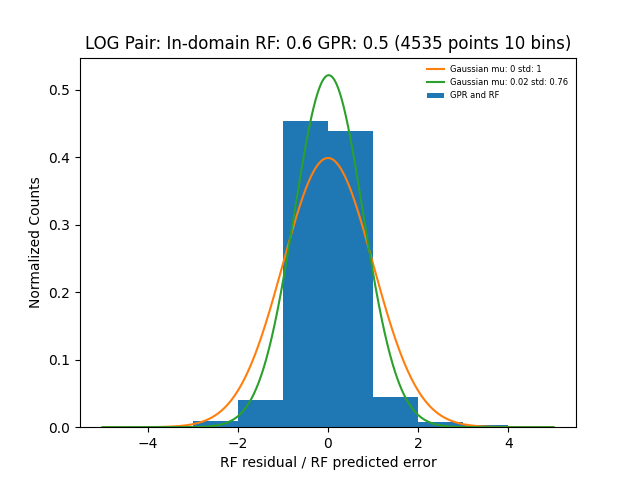 LOG Pair: In-domain RF: 0.6 GPR: 0.5 (4535 points 10 bins)
Gaussian mu: 0 std: 1
Gaussian mu: 0.02 std: 0.76
GPR and RF
Normalized Counts
0.5
0.4
0.3
0.2
0.1
0.0
−4 −2 0 2 4
RF residual / RF predicted error